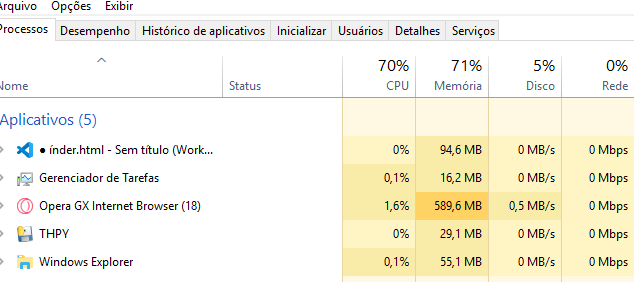 Arquivo Opções Exibir
Processos Desempenho Histórico de aplicativos Inicializar Usuários Detalhes Serviços
70% 71% 5% 0%
Nome Status CPU Memória Disco Rede
Aplicativos (5)
● índer.html - Sem título (Work... 0% 94,6 MB 0 MB/s 0 Mbps
Gerenciador de Tarefas 0,1% 16,2 MB 0 MB/s 0 Mbps
Opera GX Internet Browser (18) 1,6% 589,6 MB 0,5 MB/s 0 Mbps
THPY 0% 29,1 MB 0 MB/s 0 Mbps
Windows Explorer 0,1% 55,1 MB 0 MB/s 0 Mbps